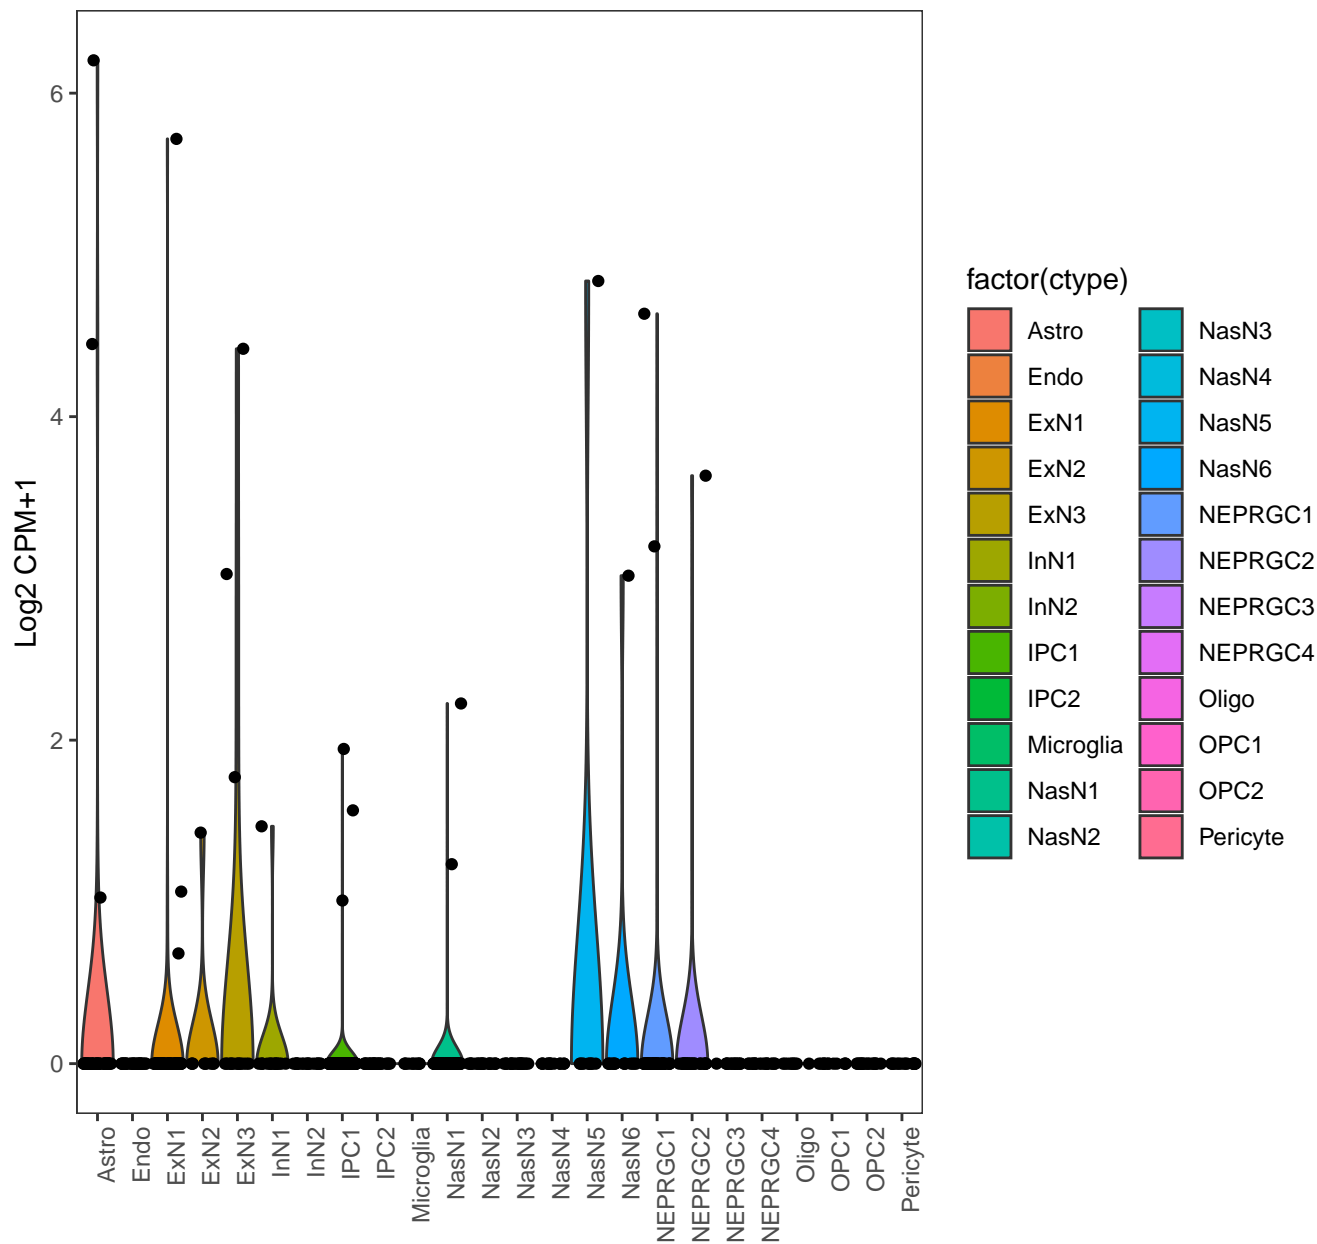 6
4
2
0
Log2 CPM+1
Astro
Endo
ExN1
ExN2
ExN3
InN1
InN2
IPC1
IPC2
Microglia
NasN1
NasN2
NasN3
NasN4
NasN5
NasN6
NEPRGC1
NEPRGC2
NEPRGC3
NEPRGC4
Oligo
OPC1
OPC2
Pericyte
factor(ctype)
Astro
Endo
ExN1
ExN2
ExN3
InN1
InN2
IPC1
IPC2
Microglia
NasN1
NasN2
NasN3
NasN4
NasN5
NasN6
NEPRGC1
NEPRGC2
NEPRGC3
NEPRGC4
Oligo
OPC1
OPC2
Pericyte